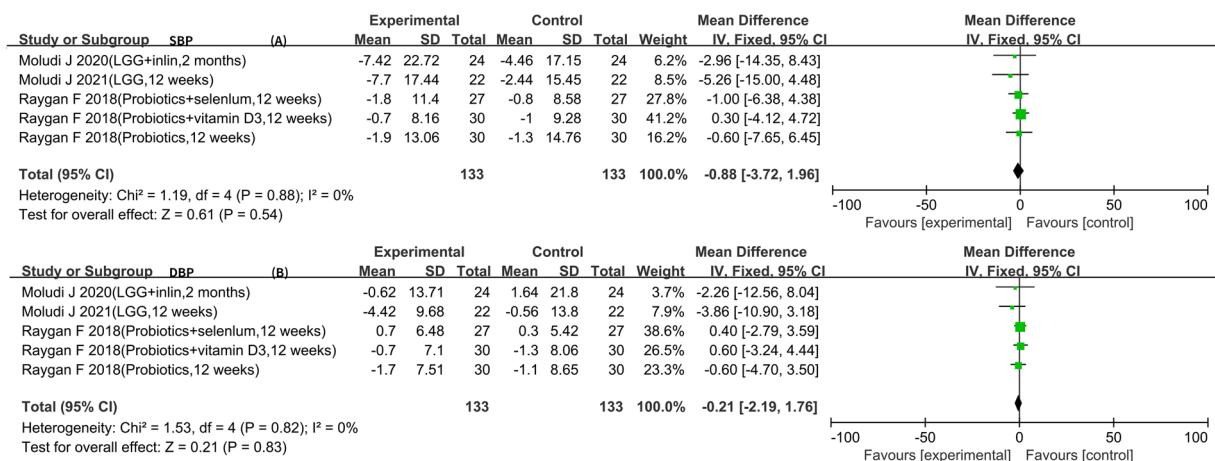 Experimental Control Mean Difference Mean Difference
Study or Subgroup SBP (A) Mean SD Total Mean SD Total Weight IV, Fixed, 95% CI IV, Fixed, 95% CI
Moludi J 2020(LGG+inlin,2 months) -7.42 22.72 24 -4.46 17.15 24 6.2% -2.96 [-14.35, 8.43]
Moludi J 2021(LGG,12 weeks) -7.7 17.44 22 -2.44 15.45 22 8.6% -5.26 [-15.00, 4.48]
Raygan F 2018(Probiotics+selenlum,12 weeks) -1.8 11.4 27 -0.8 8.58 27 27.8% -1.00 [-6.38, 4.38]
Raygan F 2018(Probiotics+vitamin D3,12 weeks) -0.7 8.16 30 -1 9.28 30 41.2% 0.30 [-4.12, 4.72]
Raygan F 2018(Probiotics,12 weeks) -1.9 13.06 30 -1.3 14.76 30 16.2% -0.60 [-7.65, 6.45]
Total (95% CI) 133 133 100.0% -0.88 [-3.72, 1.96]
Heterogeneity: Chi² = 1.19, df = 4 (P = 0.88); I² = 0%
Test for overall effect: Z = 0.61 (P = 0.54)
-100 -50 0 50 100
Favours [experimental] Favours [control]
Experimental Control Mean Difference Mean Difference
Study or Subgroup DBP (B) Mean SD Total Mean SD Total Weight IV, Fixed, 95% CI IV, Fixed, 95% CI
Moludi J 2020(LGG+inlin,2 months) -0.62 13.71 24 1.64 21.8 24 3.7% -2.26 [-12.56, 8.04]
Moludi J 2021(LGG,12 weeks) -4.42 9.68 22 -0.56 13.8 22 7.9% -3.86 [-10.90, 3.18]
Raygan F 2018(Probiotics+selenlum,12 weeks) 0.7 6.48 27 0.3 5.42 27 38.6% 0.40 [-2.79, 3.59]
Raygan F 2018(Probiotics+vitamin D3,12 weeks) -0.7 7.1 30 -1.3 8.06 30 26.5% 0.60 [-3.24, 4.44]
Raygan F 2018(Probiotics,12 weeks) -1.7 7.51 30 -1.1 8.65 30 23.3% -0.60 [-4.70, 3.50]
Total (95% CI) 133 133 100.0% -0.21 [-2.19, 1.76]
Heterogeneity: Chi² = 1.53, df = 4 (P = 0.82); I² = 0%
Test for overall effect: Z = 0.21 (P = 0.83)
-100 -50 0 50 100
Favours [experimental] Favours [control]